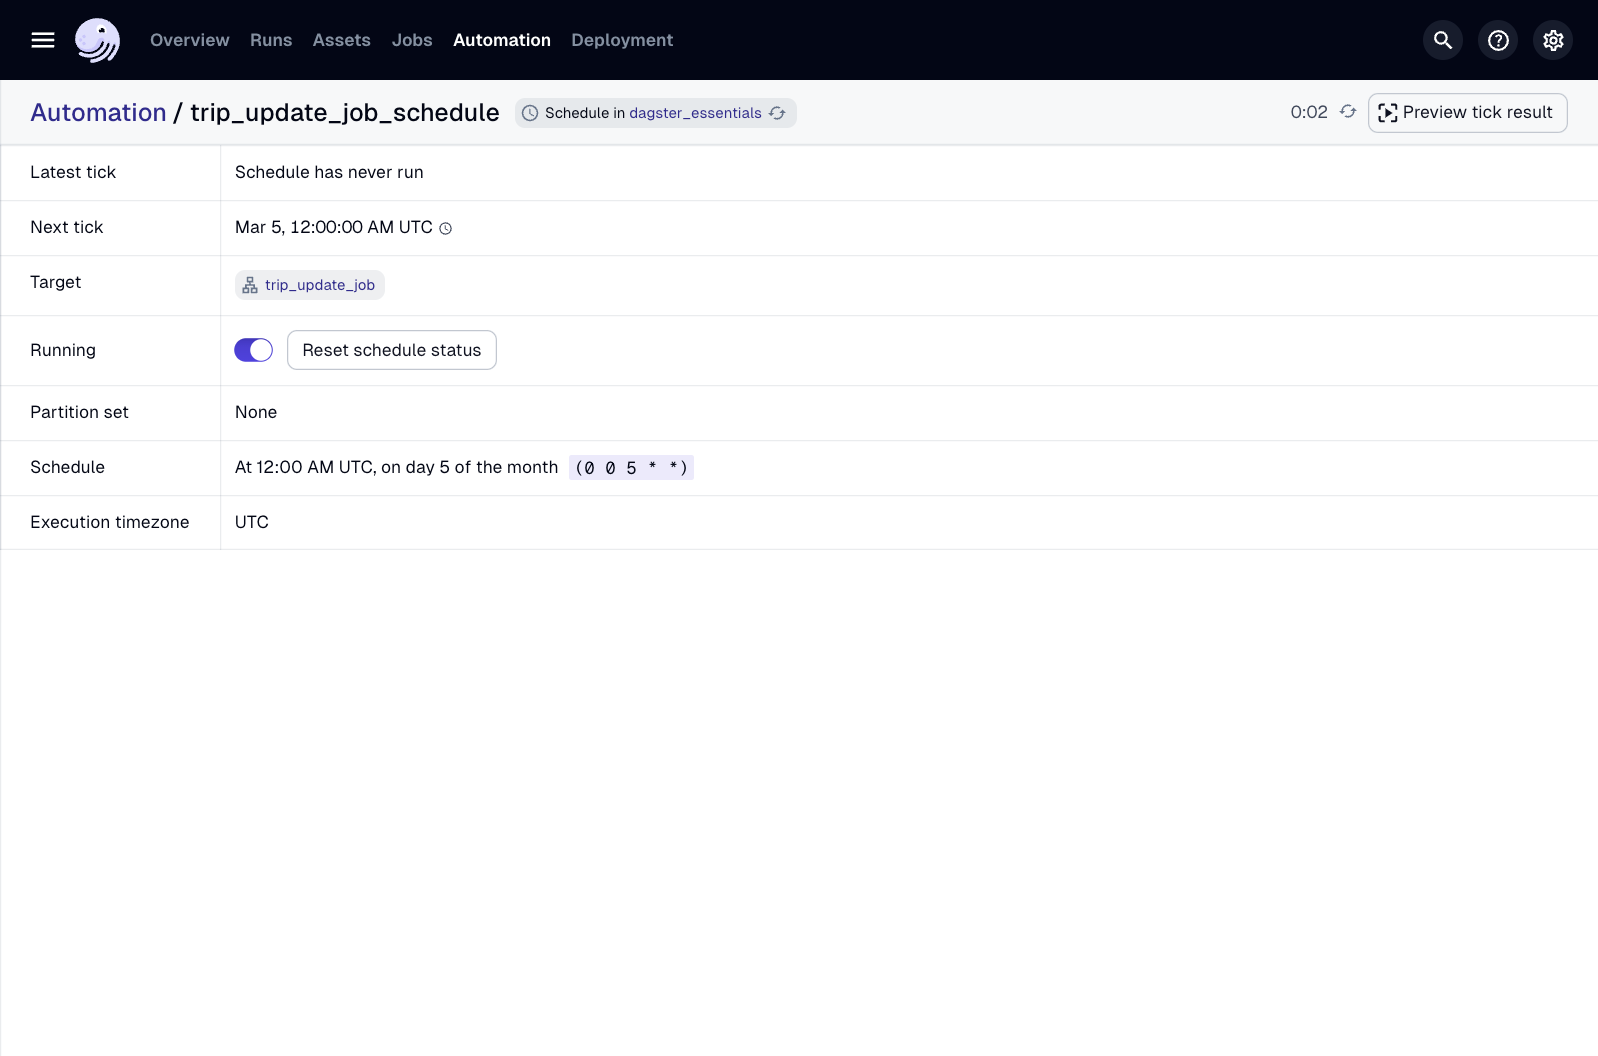 Overview Runs Assets Jobs Automation Deployment
Automation / trip_update_job_schedule Schedule in dagster_essentials 0:02 Preview tick result
Latest tick Schedule has never run
Next tick Mar 5, 12:00:00 AM UTC
Target trip_update_job
Running Reset schedule status
Partition set None
Schedule At 12:00 AM UTC, on day 5 of the month (0 0 5 * *)
Execution timezone UTC